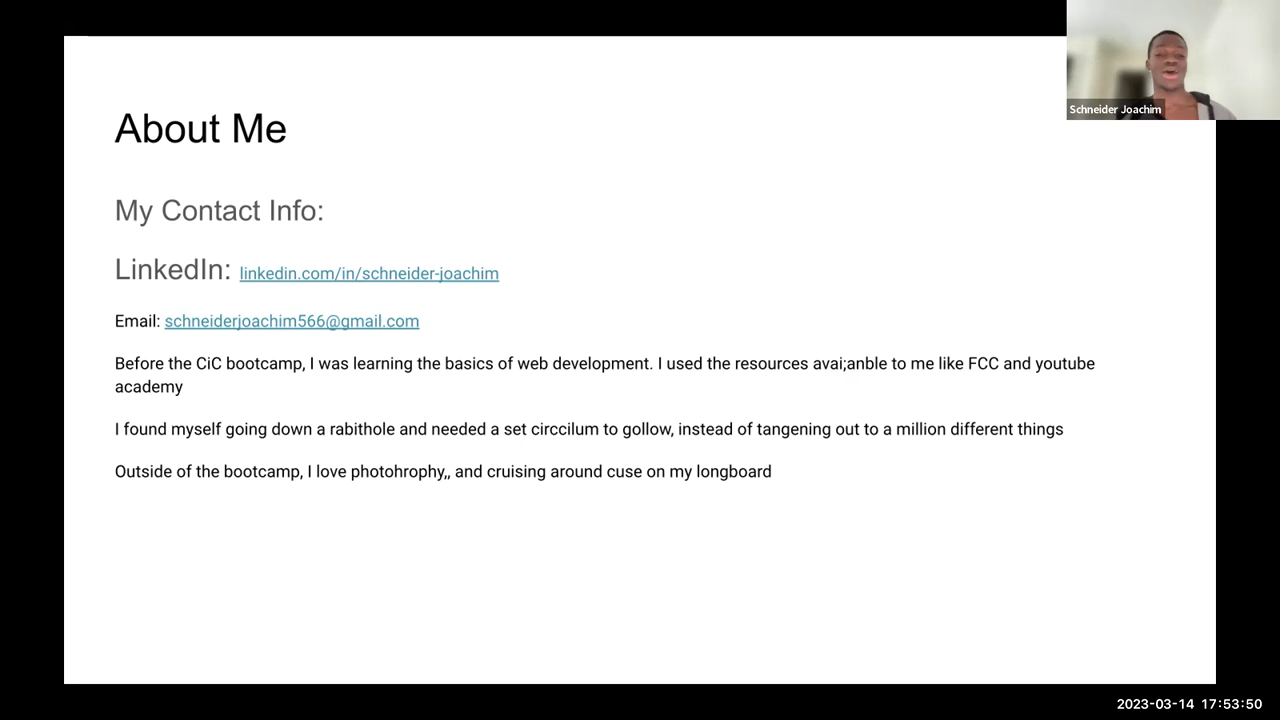 Schneider Joachim
About Me
My Contact Info:
LinkedIn: linkedin.com/in/schneider-joachim
Email: schneiderjoachim566@gmail.com
Before the CiC bootcamp, I was learning the basics of web development. I used the resources avai;anble to me like FCC and youtube
academy
I found myself going down a rabithole and needed a set circcilum to gollow, instead of tangening out to a million different things
Outside of the bootcamp, I love photohrophy,, and cruising around cuse on my longboard
2023-03-14 17:53:50